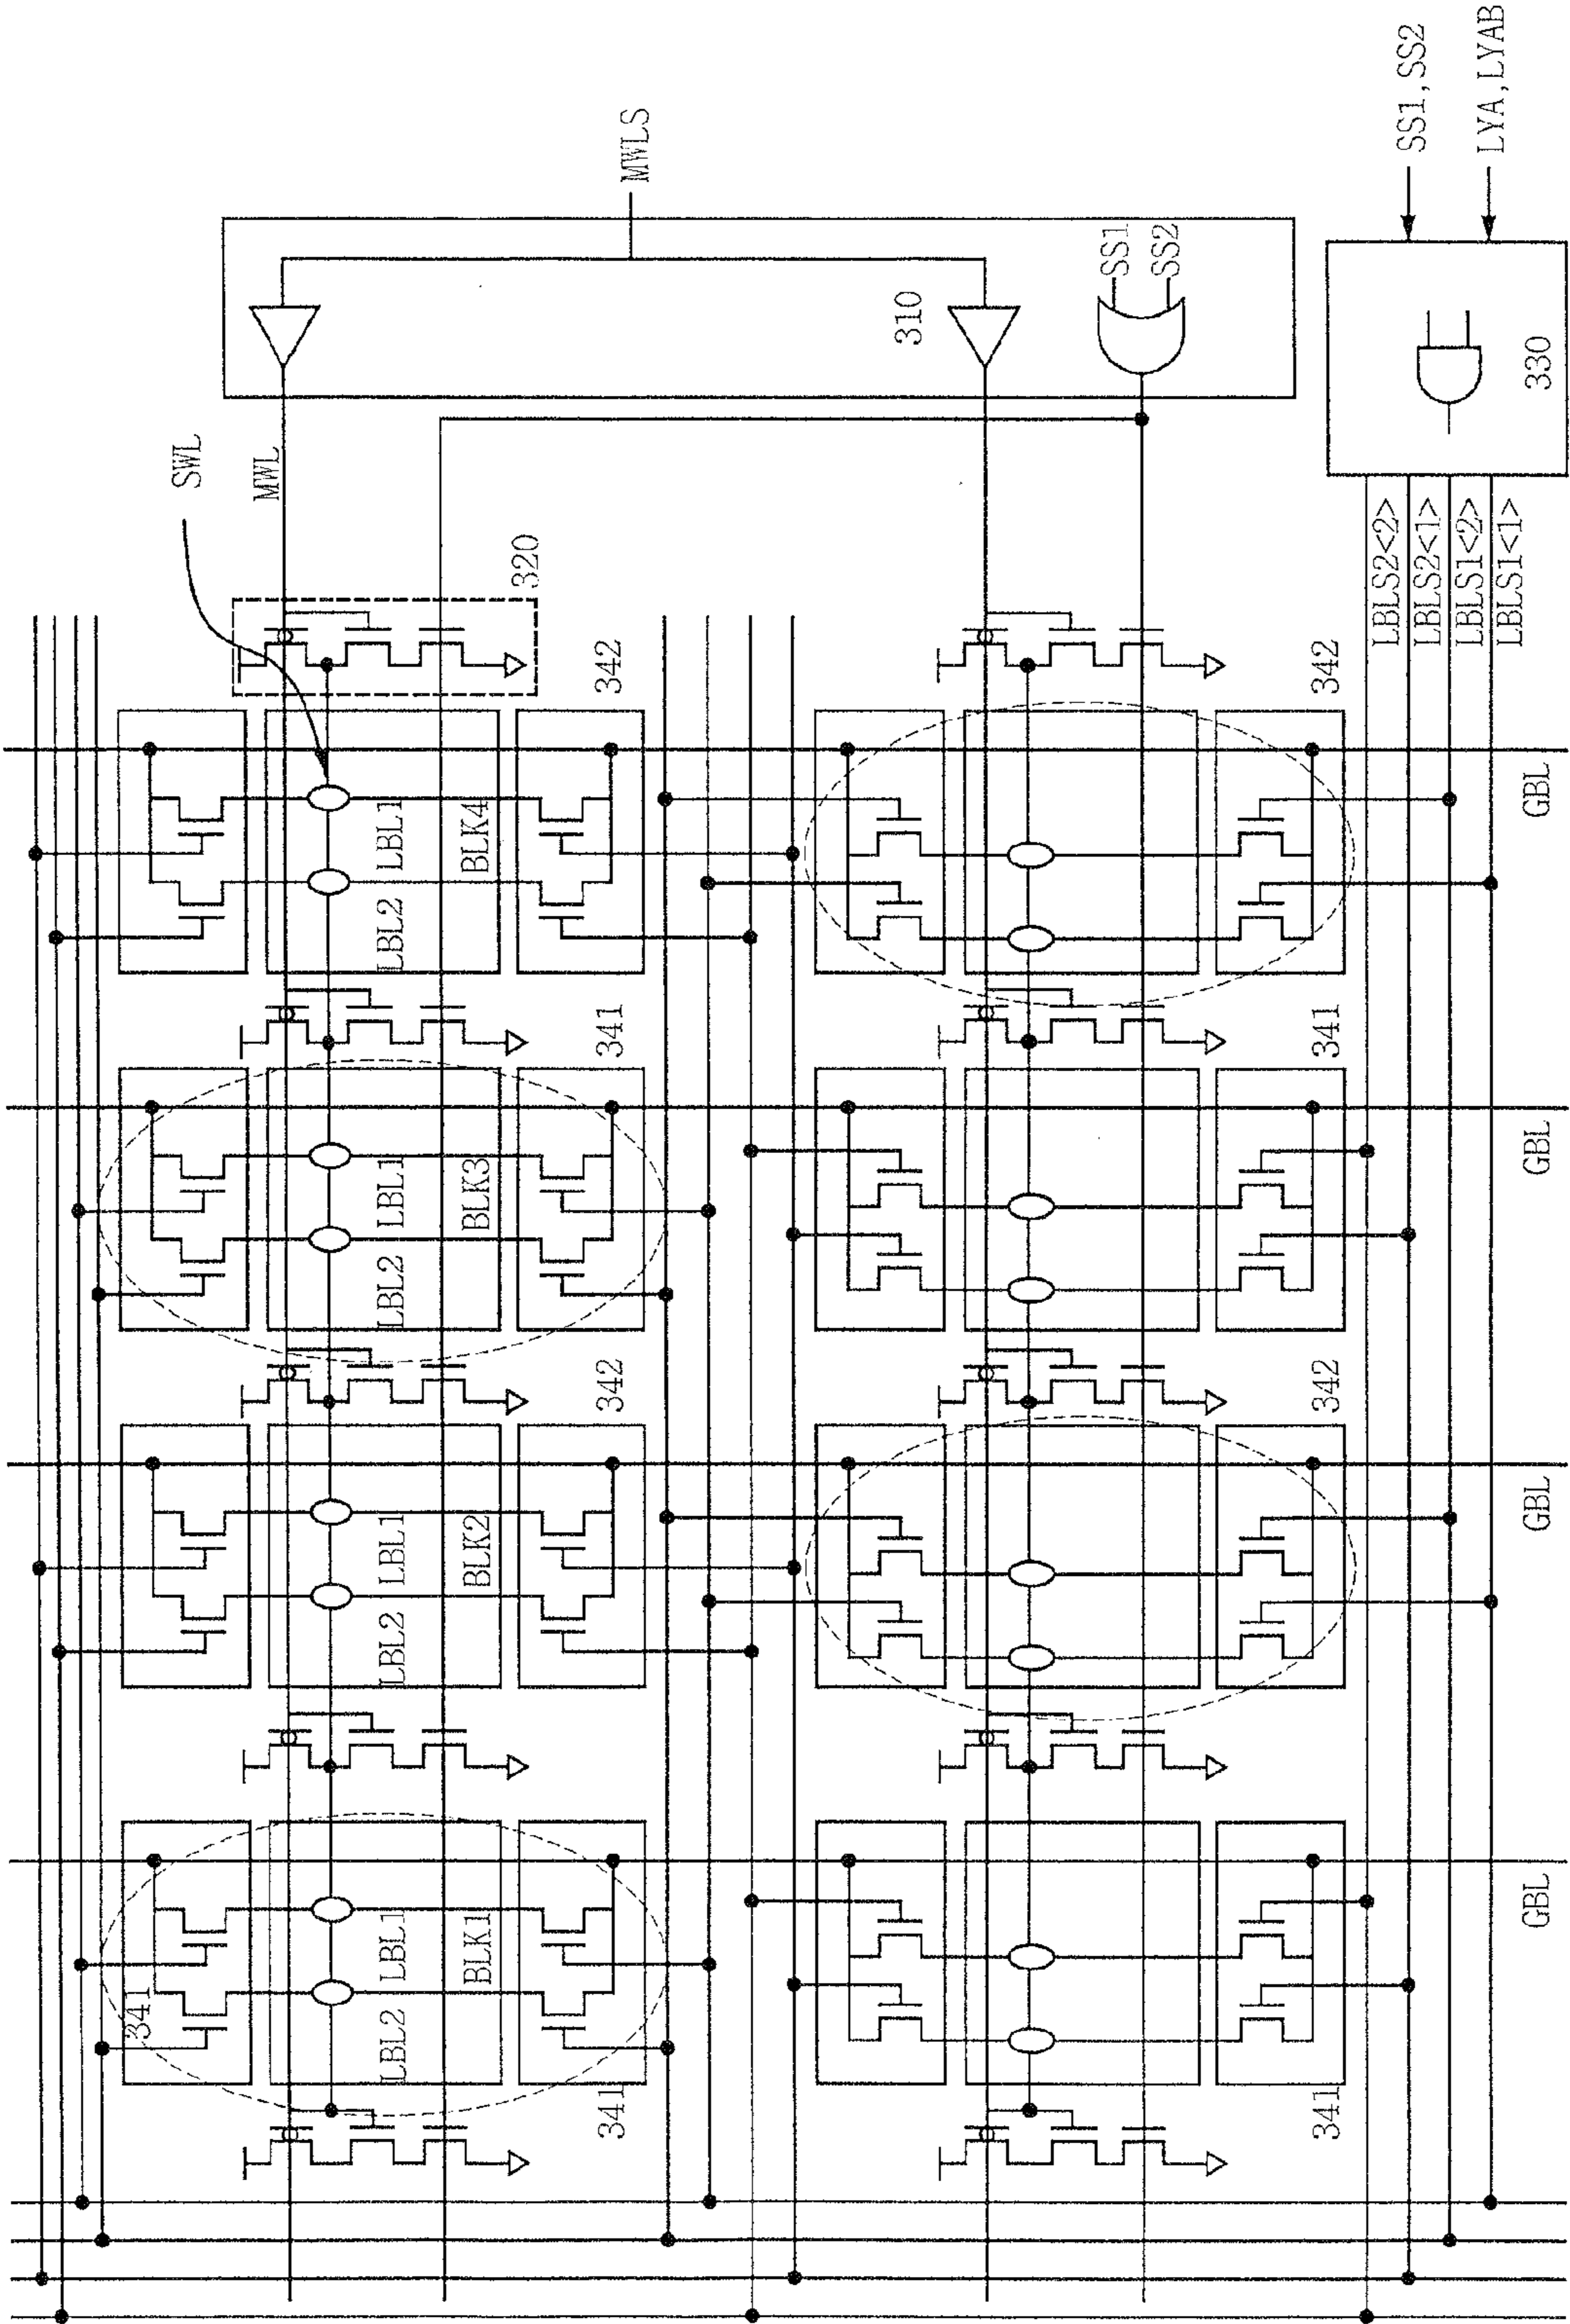 SS1,SS2
LYA,LYAB
MWLS
SS1
SS2
310
330
SWL
MWL
320
LBLS2<2>
LBLS2<1>
LBLS1<2>
LBLS1<1>
342
342
LBL1
LBL2
BLK4
GBL
341
341
LBL1
LBL2
BLK3
GBL
342
342
LBL1
LBL2
BLK2
GBL
341
LBL1
LBL2
BLK1
GBL
341
341